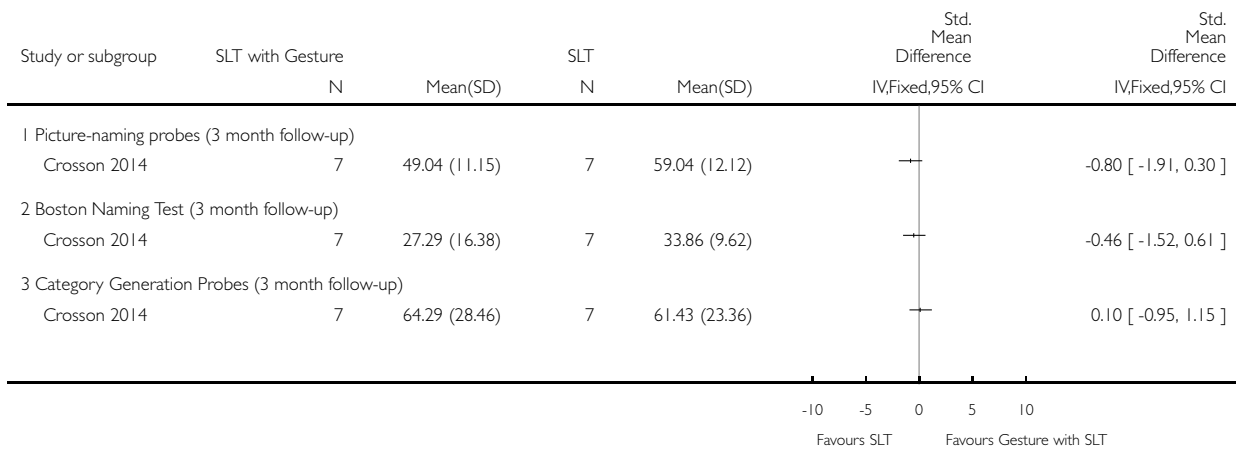 Study or subgroup SLT with Gesture SLT Std. Mean Difference Std. Mean Difference
N Mean(SD) N Mean(SD) IV,Fixed,95% CI IV,Fixed,95% CI
1 Picture-naming probes (3 month follow-up)
Crosson 2014 7 49.04 (11.15) 7 59.04 (12.12) -0.80 [ -1.91, 0.30 ]
2 Boston Naming Test (3 month follow-up)
Crosson 2014 7 27.29 (16.38) 7 33.86 (9.62) -0.46 [ -1.52, 0.61 ]
3 Category Generation Probes (3 month follow-up)
Crosson 2014 7 64.29 (28.46) 7 61.43 (23.36) 0.10 [ -0.95, 1.15 ]
-10 -5 0 5 10
Favours SLT Favours Gesture with SLT